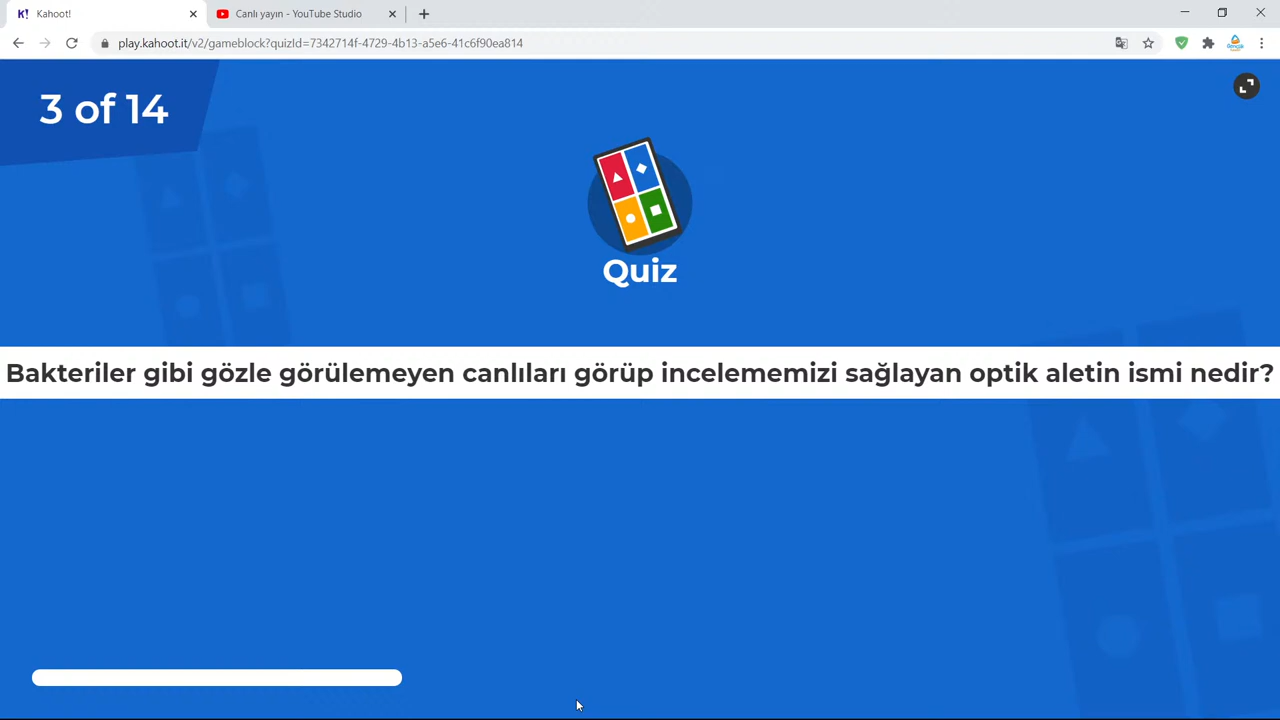 K! Kahoot!
Canlı yayın - YouTube Studio
play.kahoot.it/v2/gameblock?quizId=7342714f-4729-4b13-a5e6-41c6f90ea814
3 of 14
Quiz
Bakteriler gibi gözle görülemeyen canlıları görüp incelememizi sağlayan optik aletin ismi nedir?